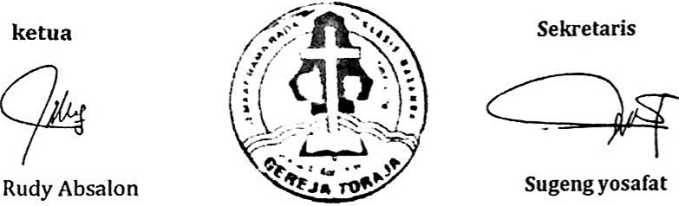 ketua
Sekretaris
GEREJA TORAJA
Rudy Absalon
Sugeng yosafat